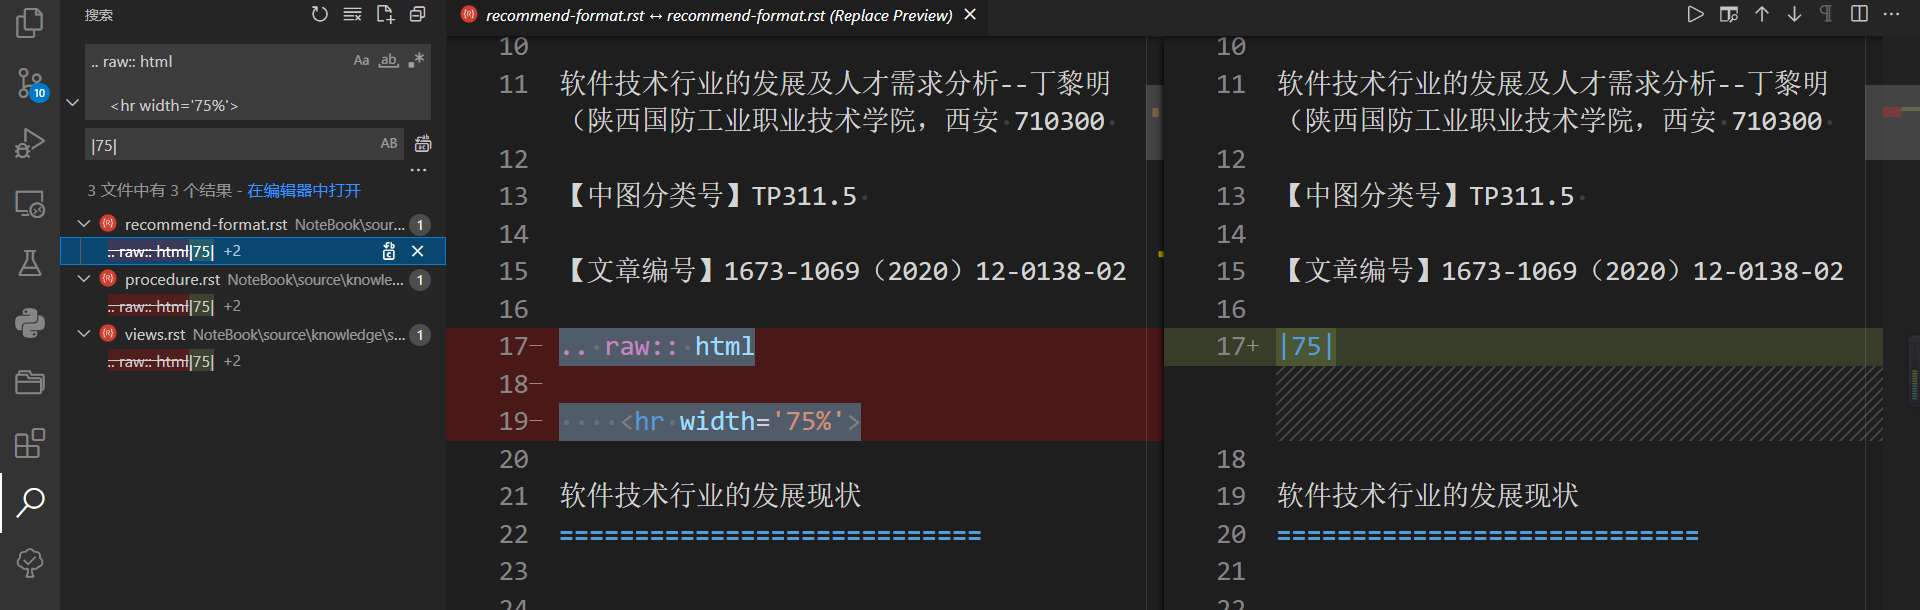 搜索
.. raw:: html
<hr width='75%'>
|75|
3 文件中有 3 个结果 - 在编辑器中打开
recommend-format.rst NoteBook\sour... 1
.. raw:: html|75| +2
procedure.rst NoteBook\source\knowle... 1
.. raw:: html|75| +2
views.rst NoteBook\source\knowledge\s... 1
.. raw:: html|75| +2
10
Aa ab .*
AB
recommend-format.rst ↔ recommend-format.rst (Replace Preview)
10
11 软件技术行业的发展及人才需求分析--丁黎明
（陕西国防工业职业技术学院，西安 710300
12
13 【中图分类号】TP311.5
14
15 【文章编号】1673-1069（2020）12-0138-02
16
17- .. raw:: html
18-
19- <hr width='75%'>
20
21 软件技术行业的发展现状
22 ============================
23
24
10
11 软件技术行业的发展及人才需求分析--丁黎明
（陕西国防工业职业技术学院，西安 710300
12
13 【中图分类号】TP311.5
14
15 【文章编号】1673-1069（2020）12-0138-02
16
17+ |75|
18
19 软件技术行业的发展现状
20 ============================
21
22